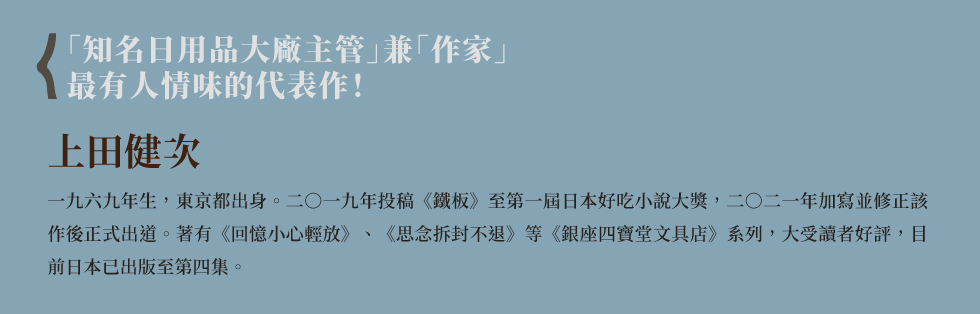 「知名日用品大廠主管」兼「作家」
最有人情味的代表作！
上田健次
一九六九年生，東京都出身。二〇一九年投稿《鐵板》至第一屆日本好吃小說大獎，二〇二一年加寫並修正該
作後正式出道。著有《回憶小心輕放》、《思念拆封不退》等《銀座四寶堂文具店》系列，大受讀者好評，目
前日本已出版至第四集。